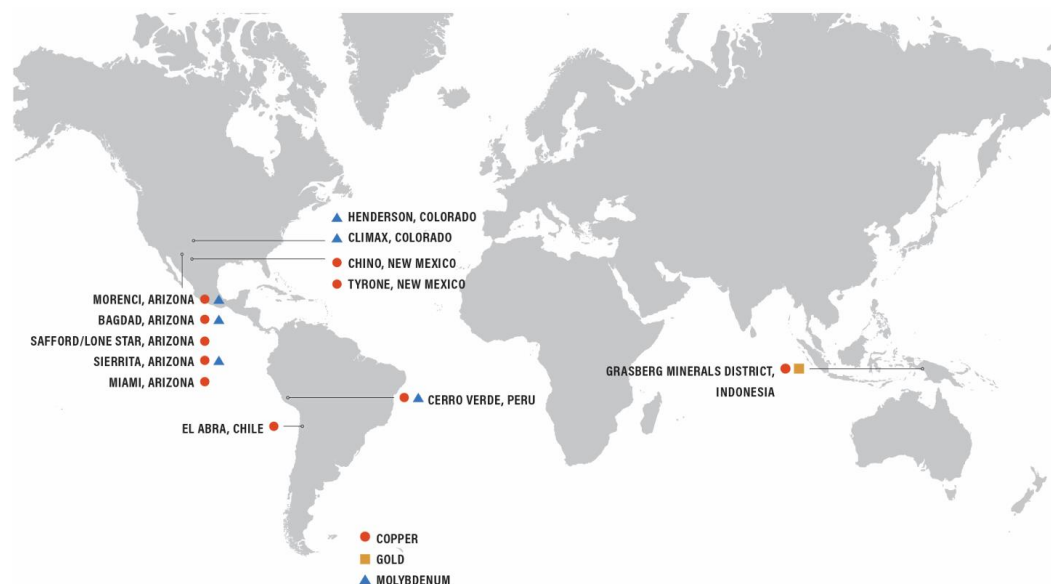 HENDERSON, COLORADO
CLIMAX, COLORADO
CHINO, NEW MEXICO
TYRONE, NEW MEXICO
MORENCI, ARIZONA
BAGDAD, ARIZONA
SAFFORD/LONE STAR, ARIZONA
SIERRITA, ARIZONA
MIAMI, ARIZONA
GRASBERG MINERALS DISTRICT,
INDONESIA
CERRO VERDE, PERU
EL ABRA, CHILE
COPPER
GOLD
MOLYBDENUM